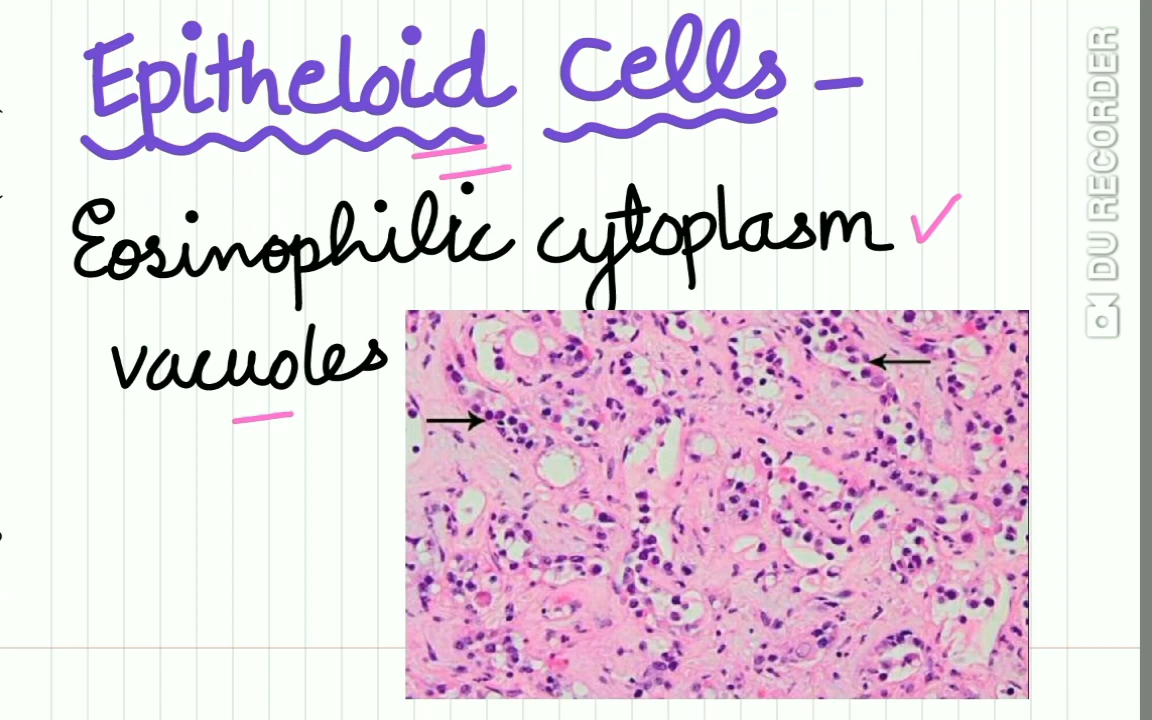 Epitheloid Cells -
Eosinophilic cytoplasm ✓
vacuoles
DU RECORDER